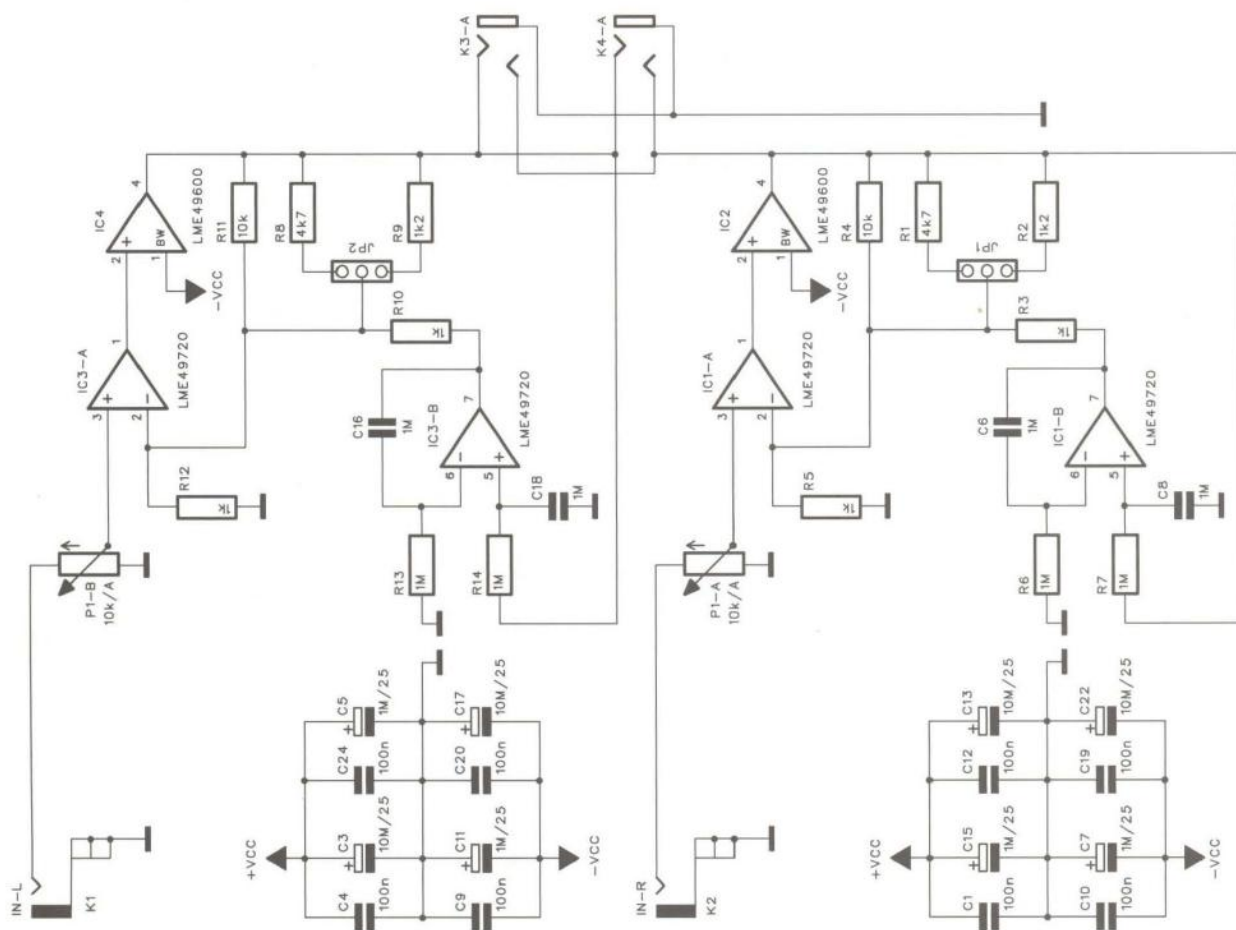 K3-A
K4-A
IC4
4
+
2
BW
1
LME49600
-VCC
R11
10k
R8
4k7
R9
1k2
JP2
R10
1k
IC3-A
1
+
3
-
2
LME49720
R12
1k
C16
1M
IC3-B
7
-
6
+
5
LME49720
C18
1M
P1-B
10k/A
R13
1M
R14
1M
IN-L
K1
+VCC
C5
1M/25
+
C24
100n
C3
10M/25
+
C4
100n
C17
10M/25
+
C20
100n
C11
1M/25
+
C9
100n
-VCC
IC2
4
+
2
BW
1
LME49600
-VCC
R4
10k
R1
4k7
R2
1k2
JP1
R3
1k
IC1-A
1
+
3
-
2
LME49720
R5
1k
C6
1M
IC1-B
7
-
6
+
5
LME49720
C8
1M
P1-A
10k/A
R6
1M
R7
1M
IN-R
K2
+VCC
C13
10M/25
+
C12
100n
C15
1M/25
+
C1
100n
C22
10M/25
+
C19
100n
C7
1M/25
+
C10
100n
-VCC